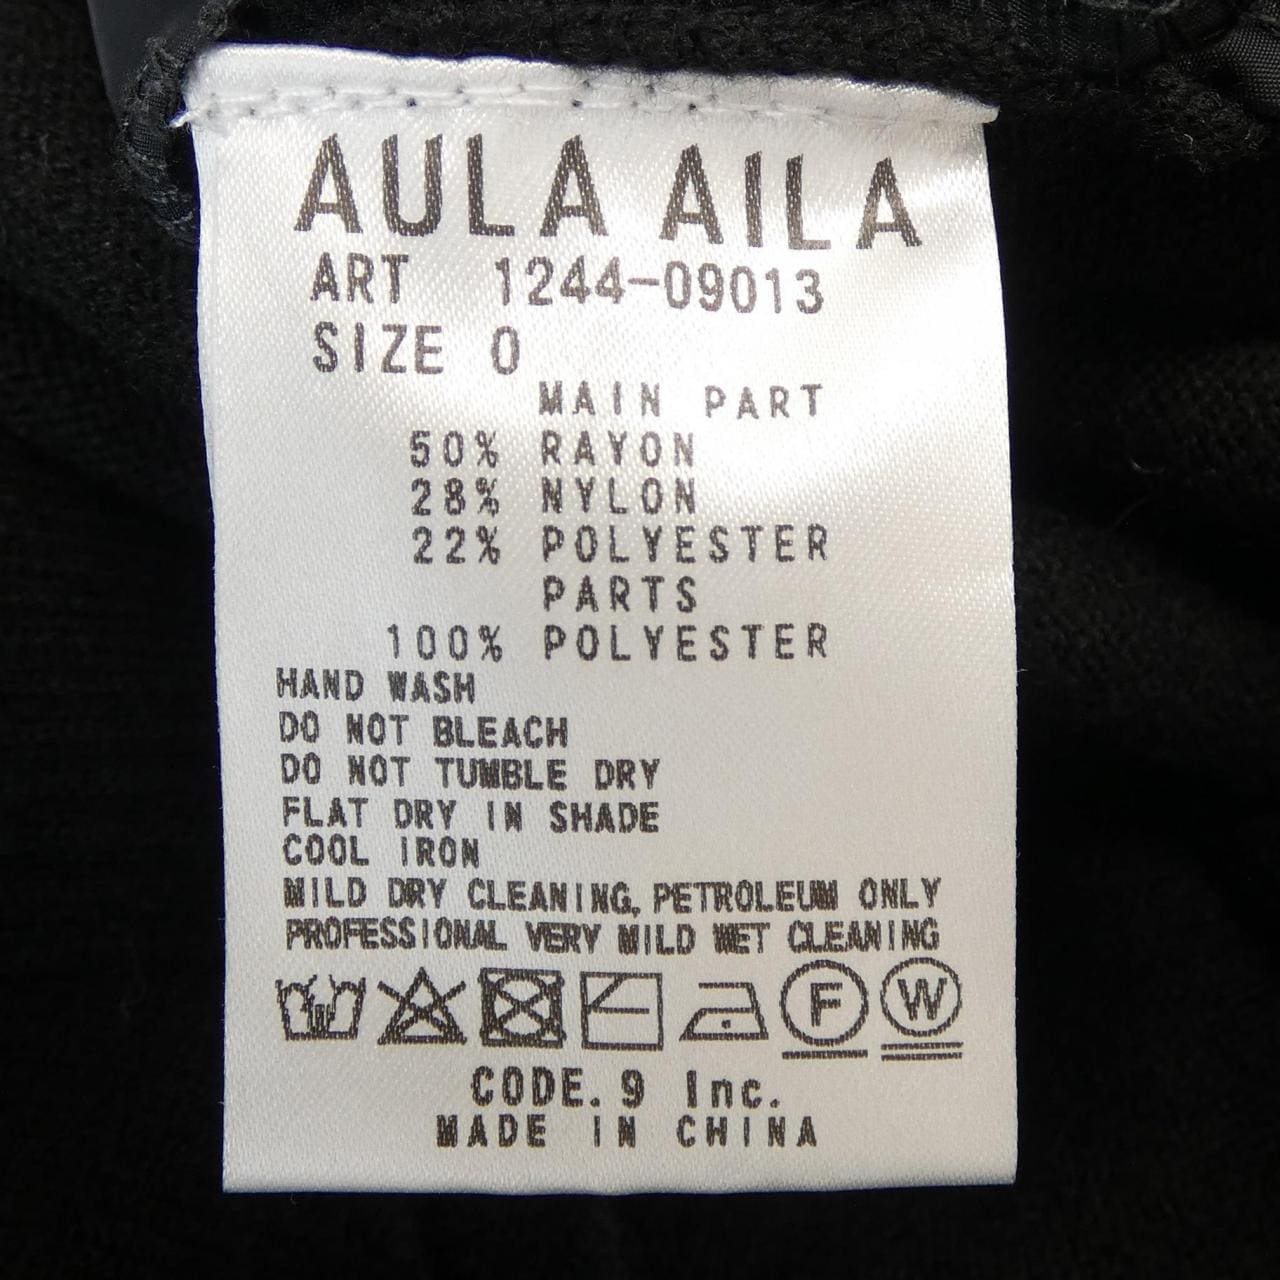 AULA AILA
ART 1244-09013
SIZE 0
MAIN PART
50% RAYON
28% NYLON
22% POLYESTER
PARTS
100% POLYESTER
HAND WASH
DO NOT BLEACH
DO NOT TUMBLE DRY
FLAT DRY IN SHADE
COOL IRON
MILD DRY CLEANING, PETROLEUM ONLY
PROFESSIONAL VERY MILD WET CLEANING
F W
CODE.9 Inc.
MADE IN CHINA